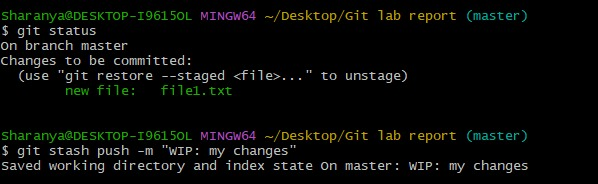 Sharanya@DESKTOP-I9615OL MINGW64 ~/Desktop/Git lab report (master)
$ git status
On branch master
Changes to be committed:
  (use "git restore --staged <file>..." to unstage)
        new file:   file1.txt

Sharanya@DESKTOP-I9615OL MINGW64 ~/Desktop/Git lab report (master)
$ git stash push -m "WIP: my changes"
Saved working directory and index state On master: WIP: my changes